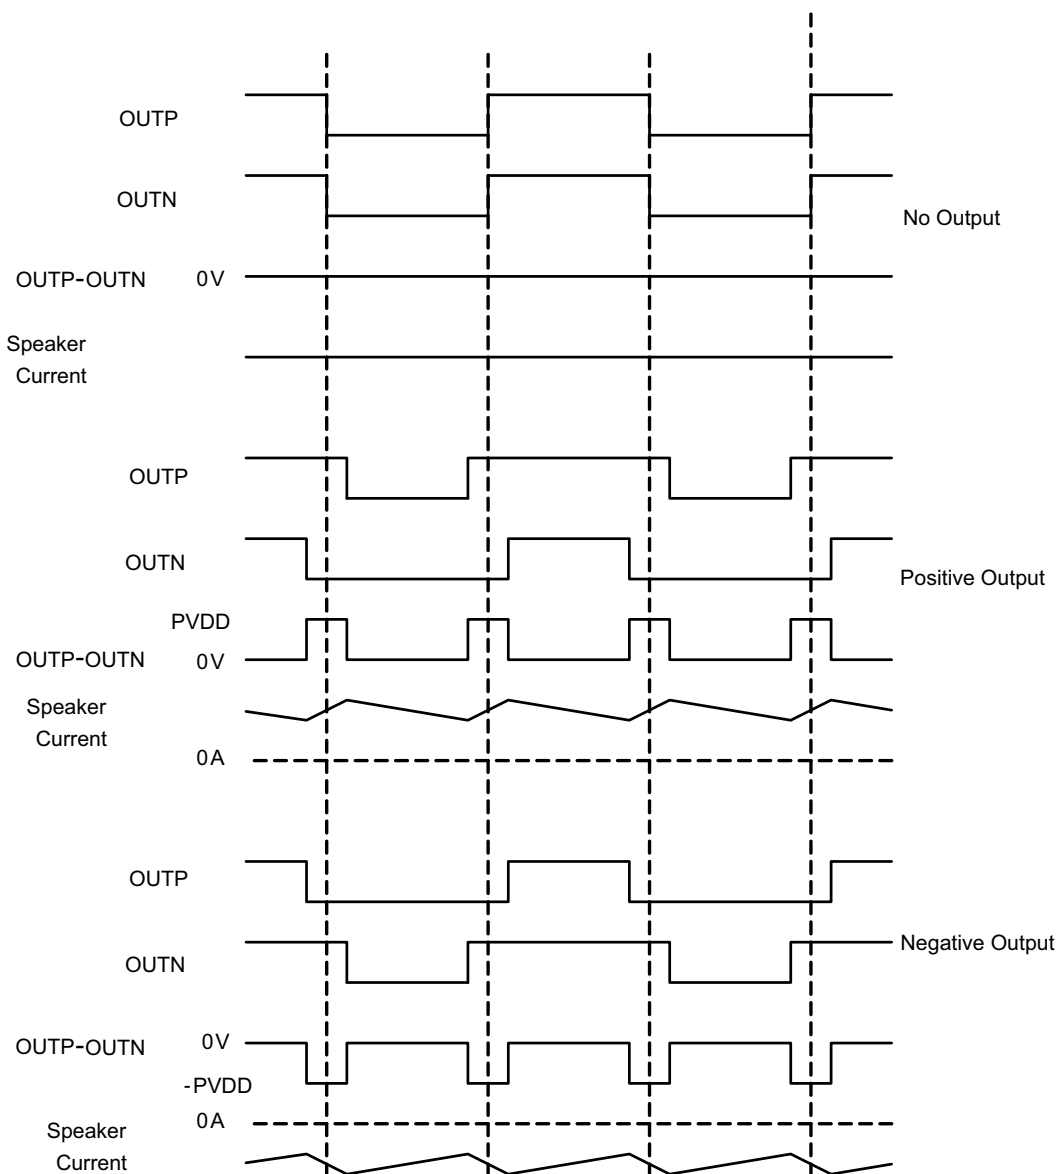 OUTP
OUTN
No Output
OUTP-OUTN 0V
Speaker
Current
OUTP
OUTN
Positive Output
PVDD
OUTP-OUTN 0V
Speaker
Current
0A
OUTP
Negative Output
OUTN
OUTP-OUTN 0V
-PVDD
0A
Speaker
Current